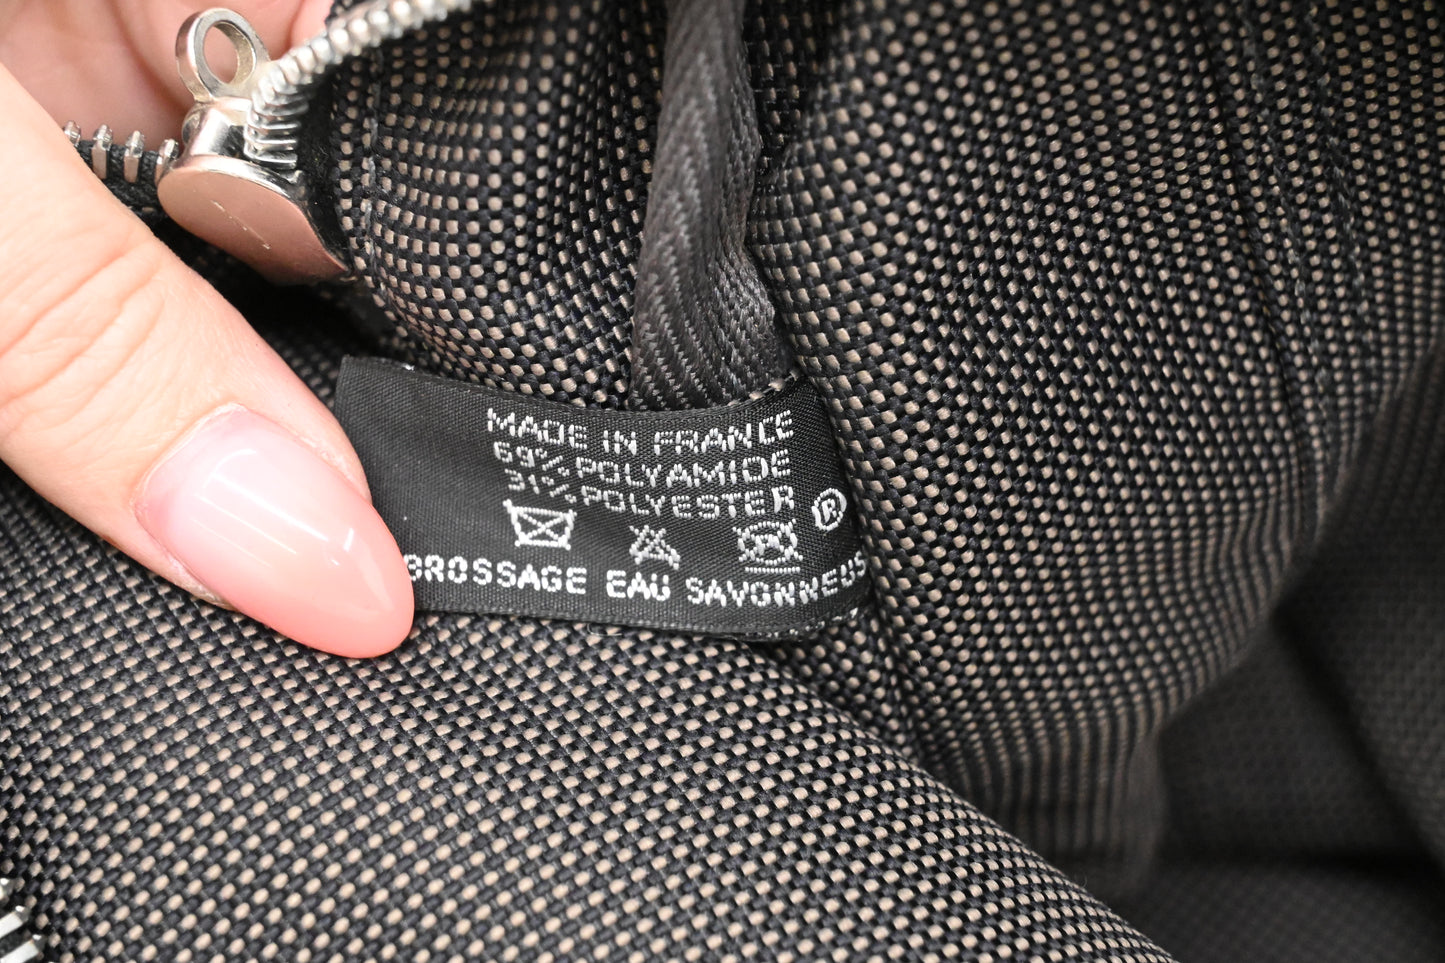 MADE IN FRANCE
69% POLYAMIDE
31% POLYESTER
®
BROSSAGE EAU SAVONNEUS